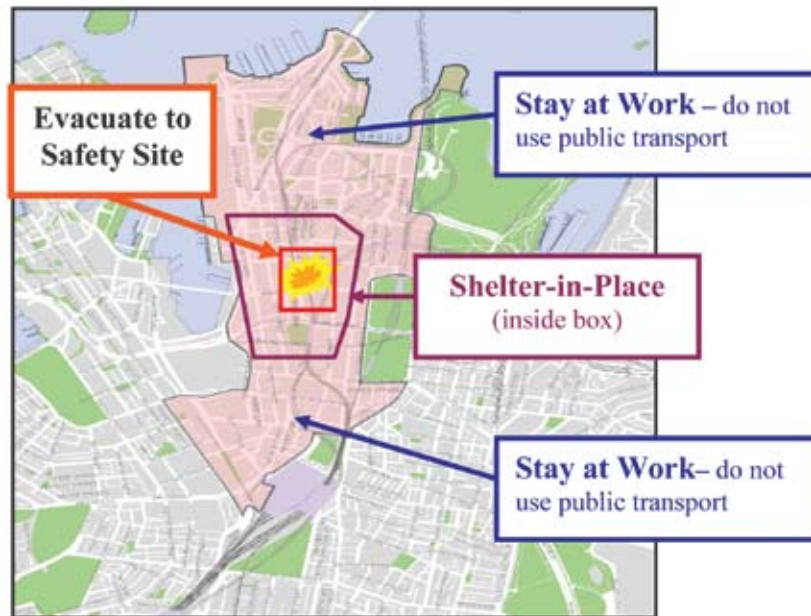 Stay at Work – do not
use public transport
Evacuate to
Safety Site
Shelter-in-Place
(inside box)
Stay at Work– do not
use public transport